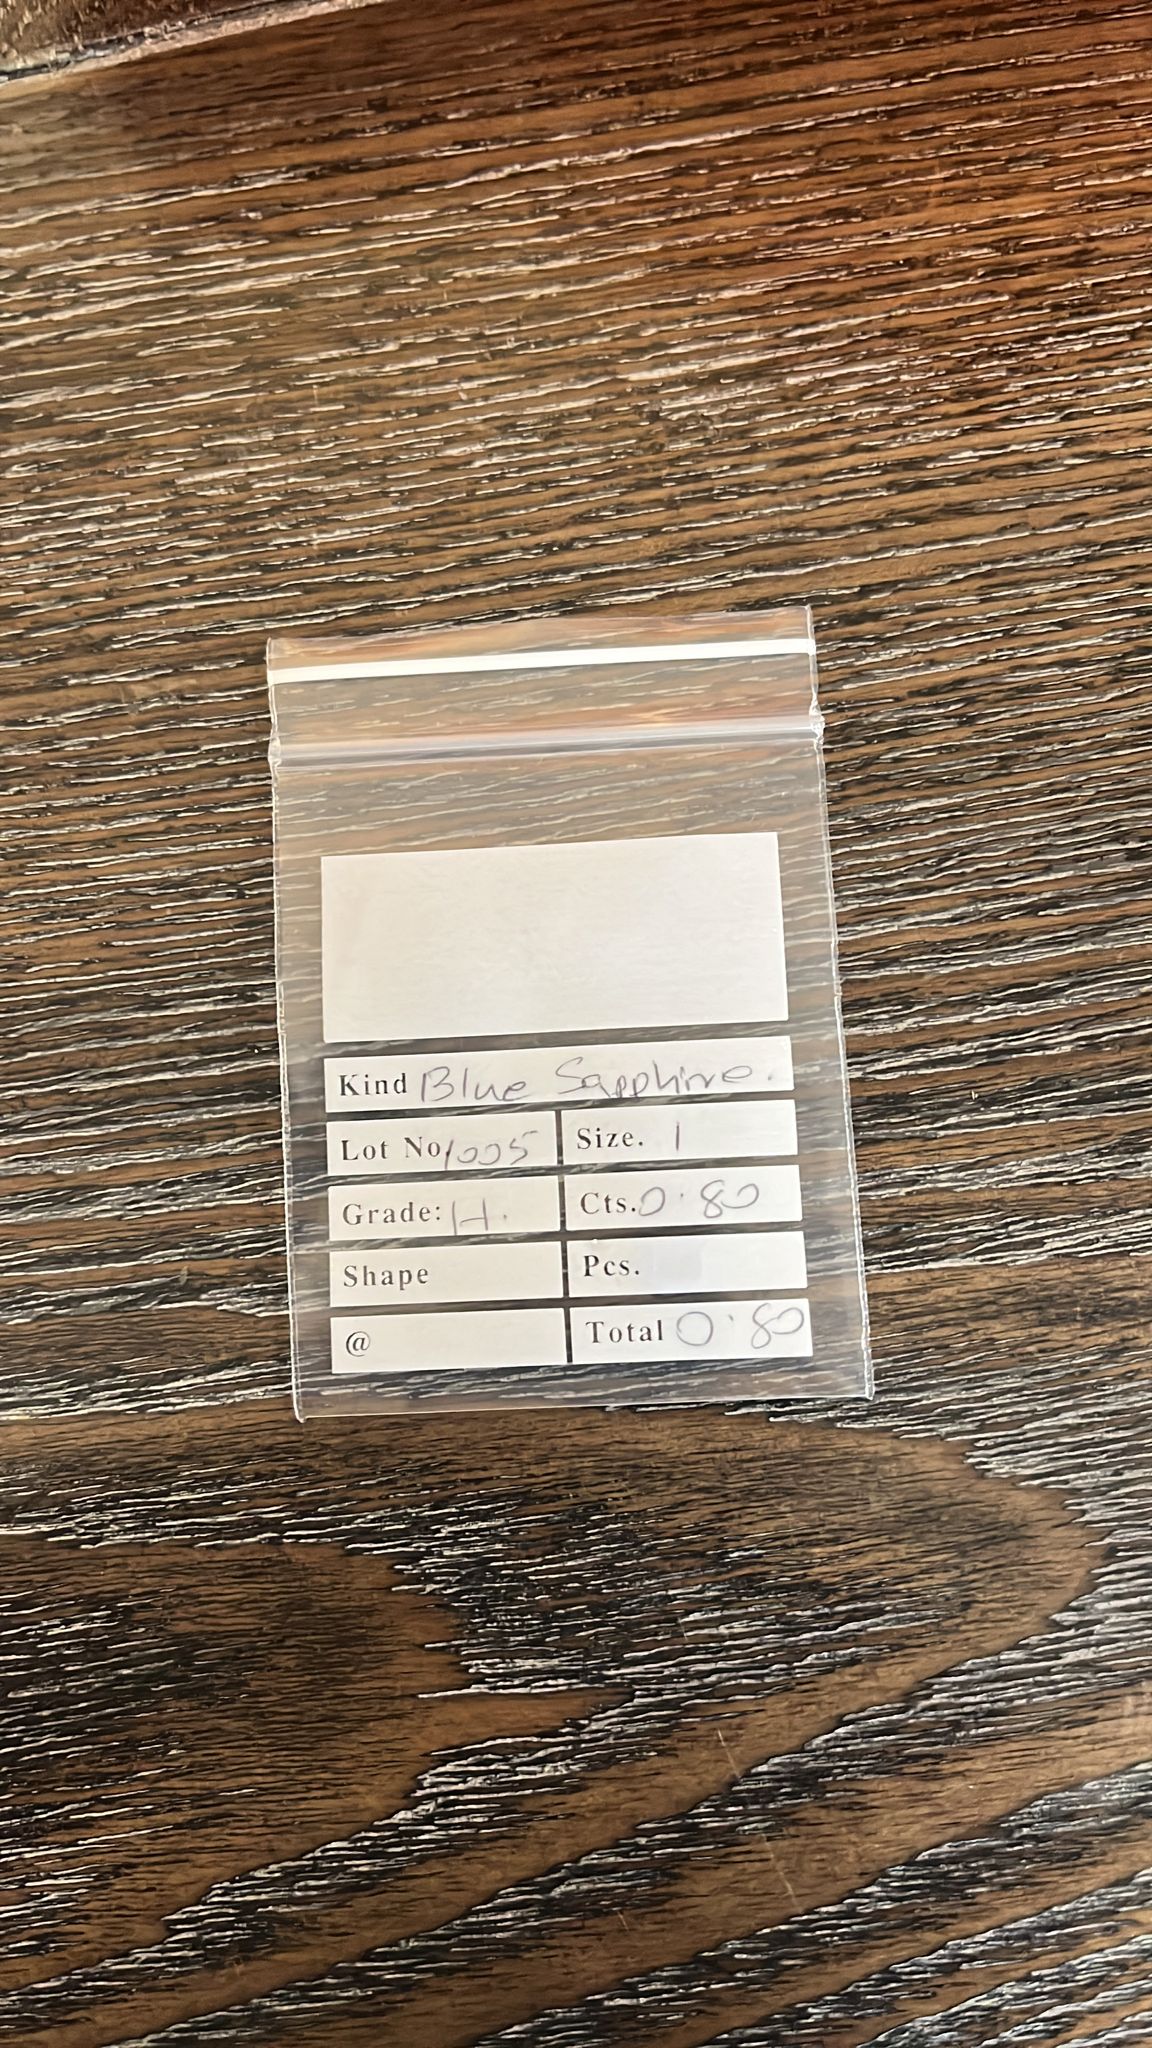 Kind Blue Sapphire.
Lot No 1005 Size. 1
Grade: H. Cts. 0.80
Shape Pcs.
@ Total 0.80